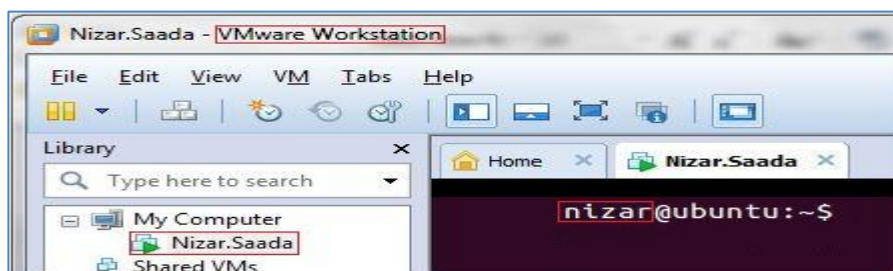 Nizar.Saada - VMware Workstation
File Edit View VM Tabs Help
Library
Home
Nizar.Saada
Type here to search
nizar@ubuntu:~$
My Computer
Nizar.Saada
Shared VMs